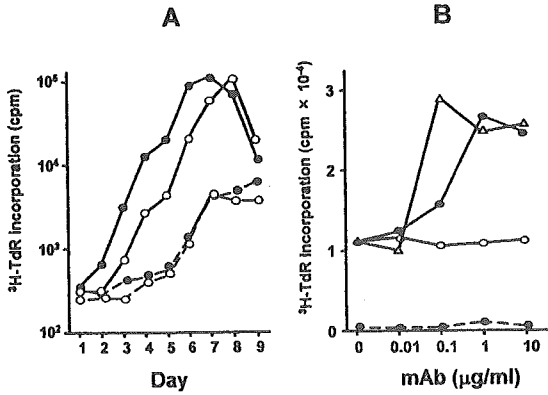 A
³H-TdR incorporation (cpm)
10⁵
10⁴
10³
10²
1 2 3 4 5 6 7 8 9
Day
B
³H-TdR incorporation (cpm × 10⁻⁴)
3
2
1
0
0 0.01 0.1 1 10
mAb (μg/ml)